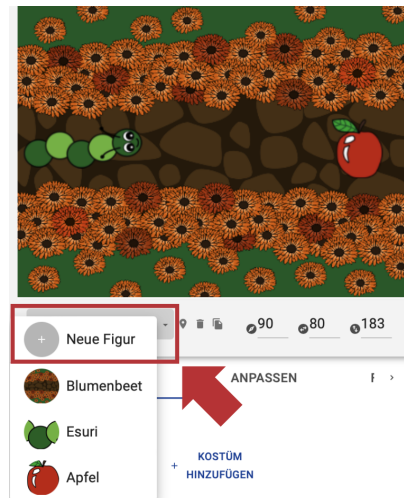 90 80 183
+ Neue Figur
ANPASSEN
Blumenbeet
Esuri
+ KOSTÜM
HINZUFÜGEN
Apfel